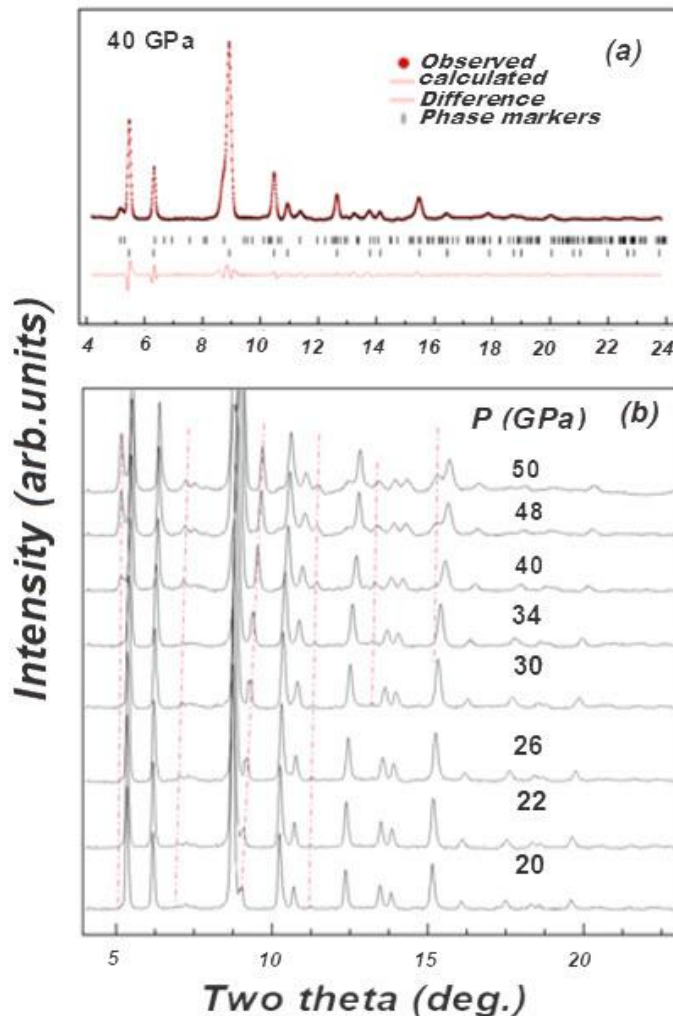 40 GPa
(a)
Observed
calculated
Difference
Phase markers
4 6 8 10 12 14 16 18 20 22 24
Intensity (arb.units)
P (GPa)
(b)
50
48
40
34
30
26
22
20
5 10 15 20
Two theta (deg.)